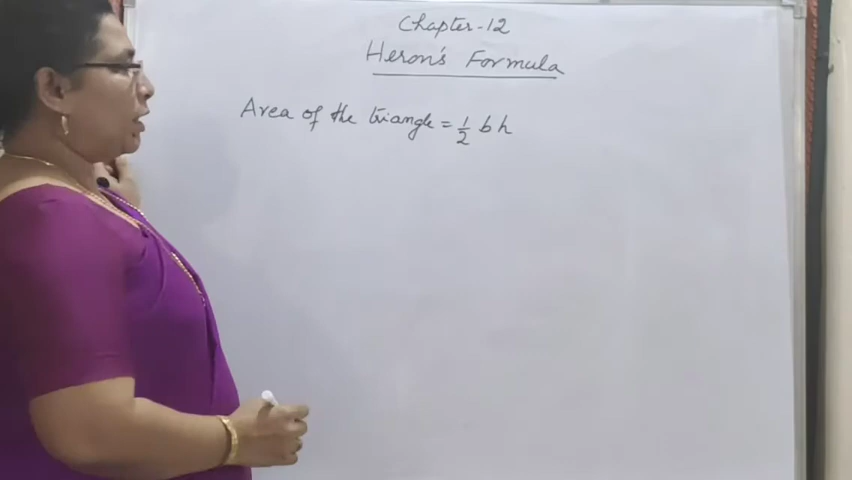 Chapter-12
Heron's Formula
Area of the triangle = 1/2 b h